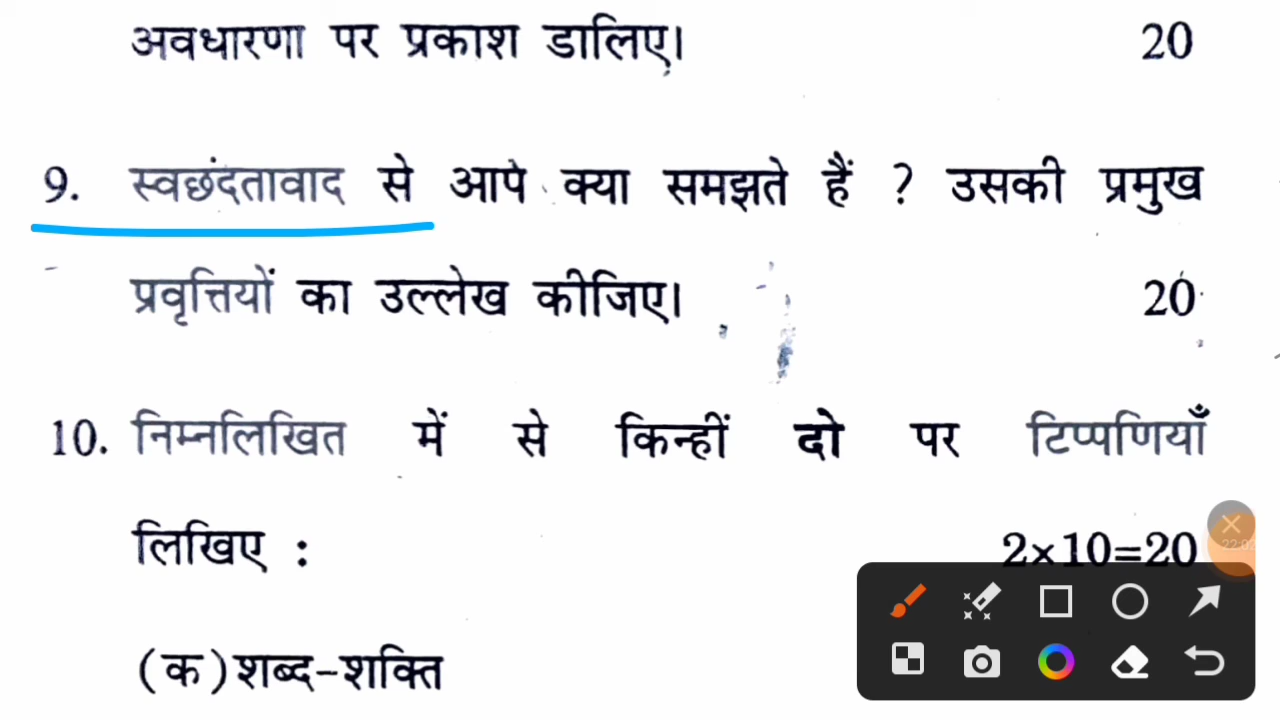 अवधारणा पर प्रकाश डालिए। 20
9. स्वछंदतावाद से आप क्या समझते हैं ? उसकी प्रमुख
प्रवृत्तियों का उल्लेख कीजिए। 20
10. निम्नलिखित में से किन्हीं दो पर टिप्पणियाँ
लिखिए : 2×10=20
(क) शब्द-शक्ति